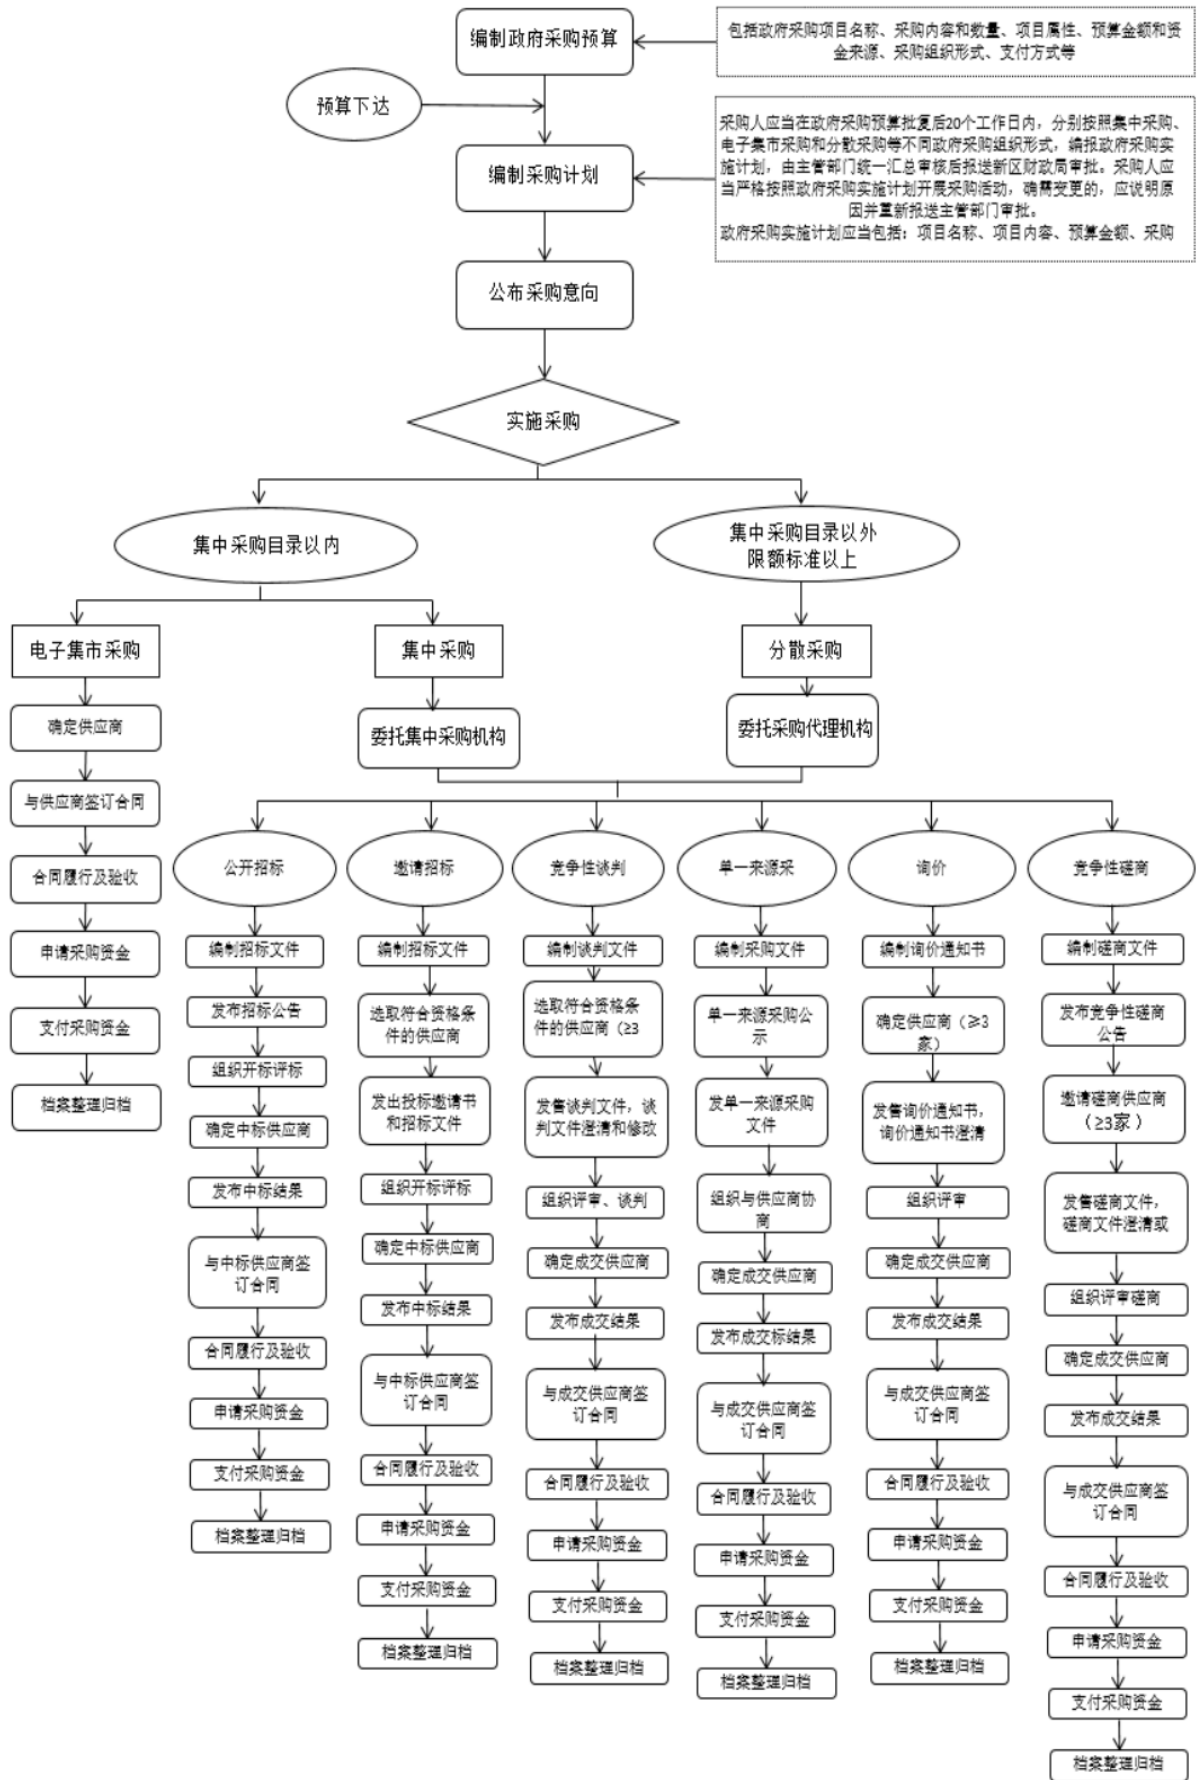 编制政府采购预算
包括政府采购项目名称、采购内容和数量、项目属性、预算金额和资
金来源、采购组织形式、支付方式等
预算下达
编制采购计划
采购人应当在政府采购预算批复后20个工作日内，分别按照集中采购、
电子集市采购和分散采购等不同政府采购组织形式，编报政府采购实
施计划，由主管部门统一汇总审核后报送新区财政局审批。采购人应
当严格按照政府采购实施计划开展采购活动，确需变更的，应说明原
因并重新报送主管部门审批。
政府采购实施计划应当包括：项目名称、项目内容、预算金额、采购
公布采购意向
实施采购
集中采购目录以内
集中采购目录以外
限额标准以上
电子集市采购
集中采购
分散采购
委托集中采购机构
委托采购代理机构
确定供应商
与供应商签订合同
合同履行及验收
申请采购资金
支付采购资金
档案整理归档
公开招标
编制招标文件
发布招标公告
组织开标评标
确定中标供应商
发布中标结果
与中标供应商签
订合同
合同履行及验收
申请采购资金
支付采购资金
档案整理归档
邀请招标
编制招标文件
选取符合资格条
件的供应商
发出投标邀请书
和招标文件
组织开标评标
确定中标供应商
发布中标结果
与中标供应商签
订合同
合同履行及验收
申请采购资金
支付采购资金
档案整理归档
竞争性谈判
编制谈判文件
选取符合资格条
件的供应商（≥3
发售谈判文件，谈
判文件澄清和修改
组织评审、谈判
确定成交供应商
发布成交结果
与成交供应商签
订合同
合同履行及验收
申请采购资金
支付采购资金
档案整理归档
单一来源采
编制采购文件
单一来源采购公
示
发单一来源采购
文件
组织与供应商协
商
确定成交供应商
发布成交标结果
与成交供应商签
订合同
合同履行及验收
申请采购资金
支付采购资金
档案整理归档
询价
编制询价通知书
确定供应商（≥3
家）
发售询价通知书，
询价通知书澄清
组织评审
确定成交供应商
发布成交结果
与成交供应商签
订合同
合同履行及验收
申请采购资金
支付采购资金
档案整理归档
竞争性磋商
编制磋商文件
发布竞争性磋商
公告
邀请磋商供应商
（≥3家）
发售磋商文件，
磋商文件澄清或
组织评审磋商
确定成交供应商
发布成交结果
与成交供应商签
订合同
合同履行及验收
申请采购资金
支付采购资金
档案整理归档